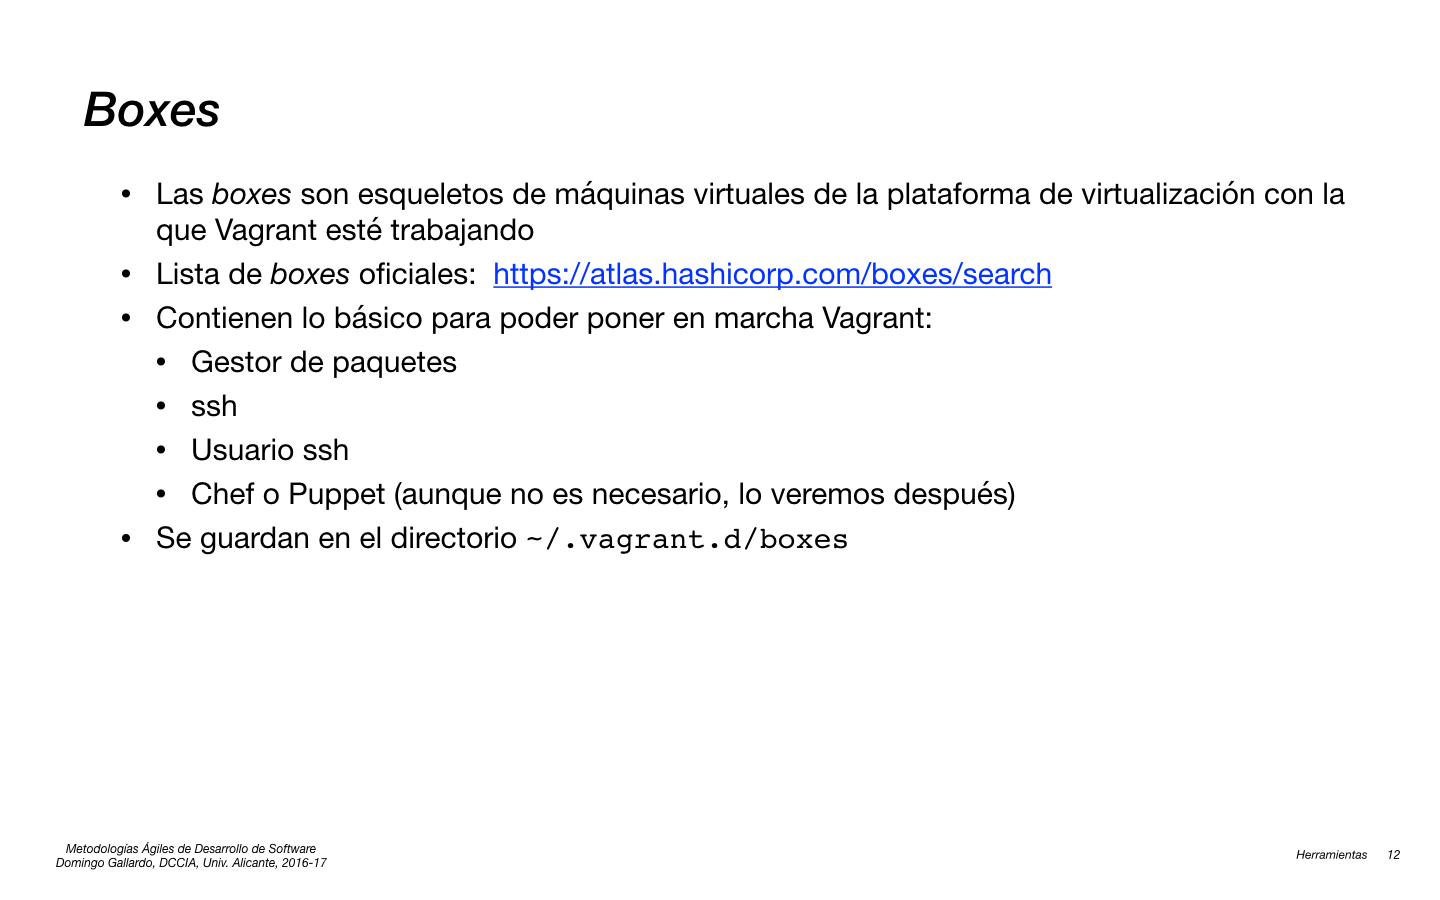 Boxes
• Las boxes son esqueletos de máquinas virtuales de la plataforma de virtualización con la
que Vagrant esté trabajando
• Lista de boxes oficiales: https://atlas.hashicorp.com/boxes/search
• Contienen lo básico para poder poner en marcha Vagrant:
• Gestor de paquetes
• ssh
• Usuario ssh
• Chef o Puppet (aunque no es necesario, lo veremos después)
• Se guardan en el directorio ~/.vagrant.d/boxes
Metodologías Ágiles de Desarrollo de Software
Domingo Gallardo, DCCIA, Univ. Alicante, 2016-17
Herramientas 12